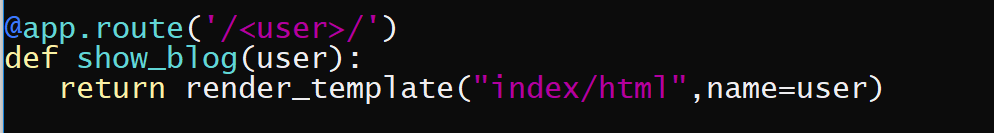 @app.route('/<user>/')
def show_blog(user):
   return render_template("index/html",name=user)